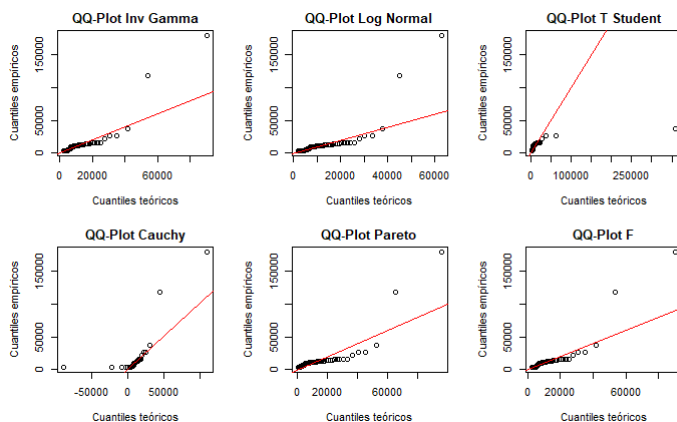 QQ-Plot Inv Gamma
Cuantiles empíricos
0 50000 150000
0 20000 40000 60000 80000
Cuantiles teóricos
QQ-Plot Log Normal
Cuantiles empíricos
0 50000 150000
0 20000 40000 60000
Cuantiles teóricos
QQ-Plot T Student
Cuantiles empíricos
0 50000 150000
0 100000 250000
Cuantiles teóricos
QQ-Plot Cauchy
Cuantiles empíricos
0 50000 150000
-50000 0 50000
Cuantiles teóricos
QQ-Plot Pareto
Cuantiles empíricos
0 50000 150000
0 20000 60000
Cuantiles teóricos
QQ-Plot F
Cuantiles empíricos
0 50000 150000
0 20000 60000
Cuantiles teóricos